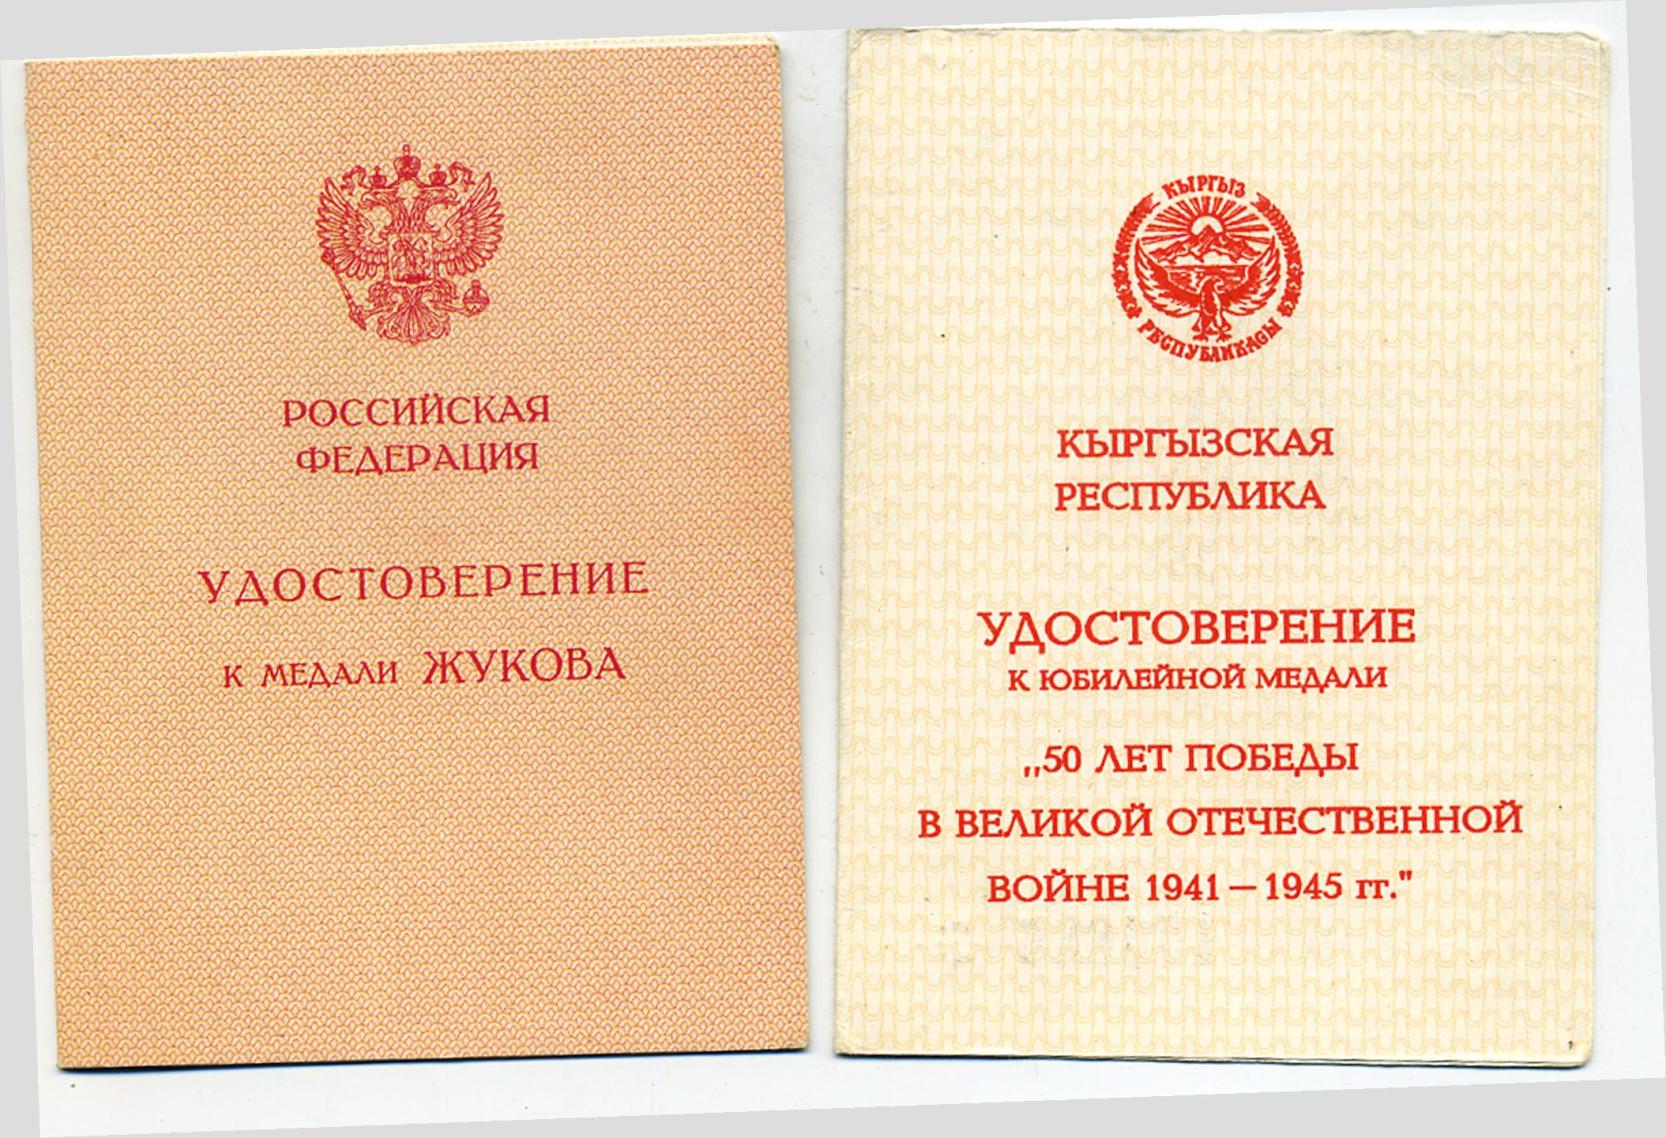 РОССИЙСКАЯ
ФЕДЕРАЦИЯ
УДОСТОВЕРЕНИЕ
К МЕДАЛИ ЖУКОВА
КЫРГЫЗ
РЕСПУБЛИКАСЫ
КЫРГЫЗСКАЯ
РЕСПУБЛИКА
УДОСТОВЕРЕНИЕ
К ЮБИЛЕЙНОЙ МЕДАЛИ
„50 ЛЕТ ПОБЕДЫ
В ВЕЛИКОЙ ОТЕЧЕСТВЕННОЙ
ВОЙНЕ 1941 — 1945 гг."